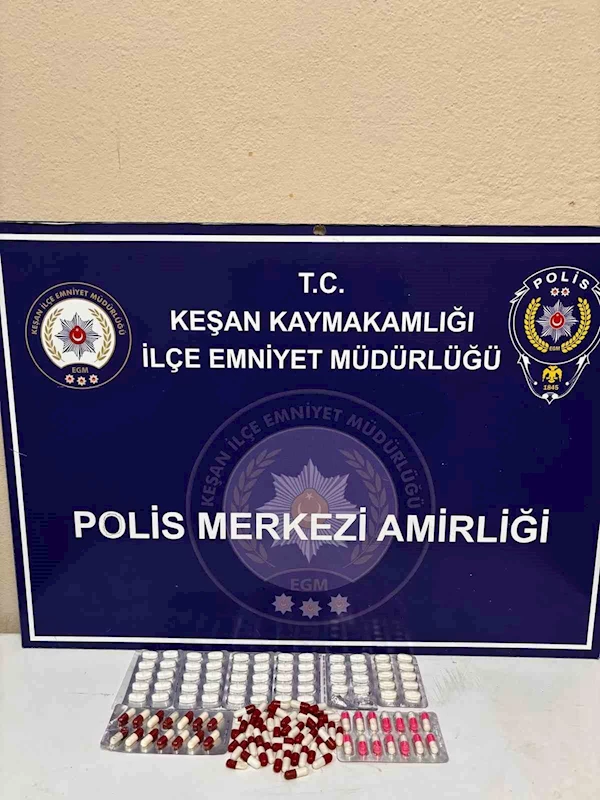 T.C.
KEŞAN KAYMAKAMLIĞI
İLÇE EMNİYET MÜDÜRLÜĞÜ
KEŞAN İLÇE EMNİYET MÜDÜRLÜĞÜ
EGM
POLİS
EGM
1845
KEŞAN İLÇE EMNİYET MÜDÜRLÜĞÜ
POLİS MERKEZİ AMİRLİĞİ
EGM